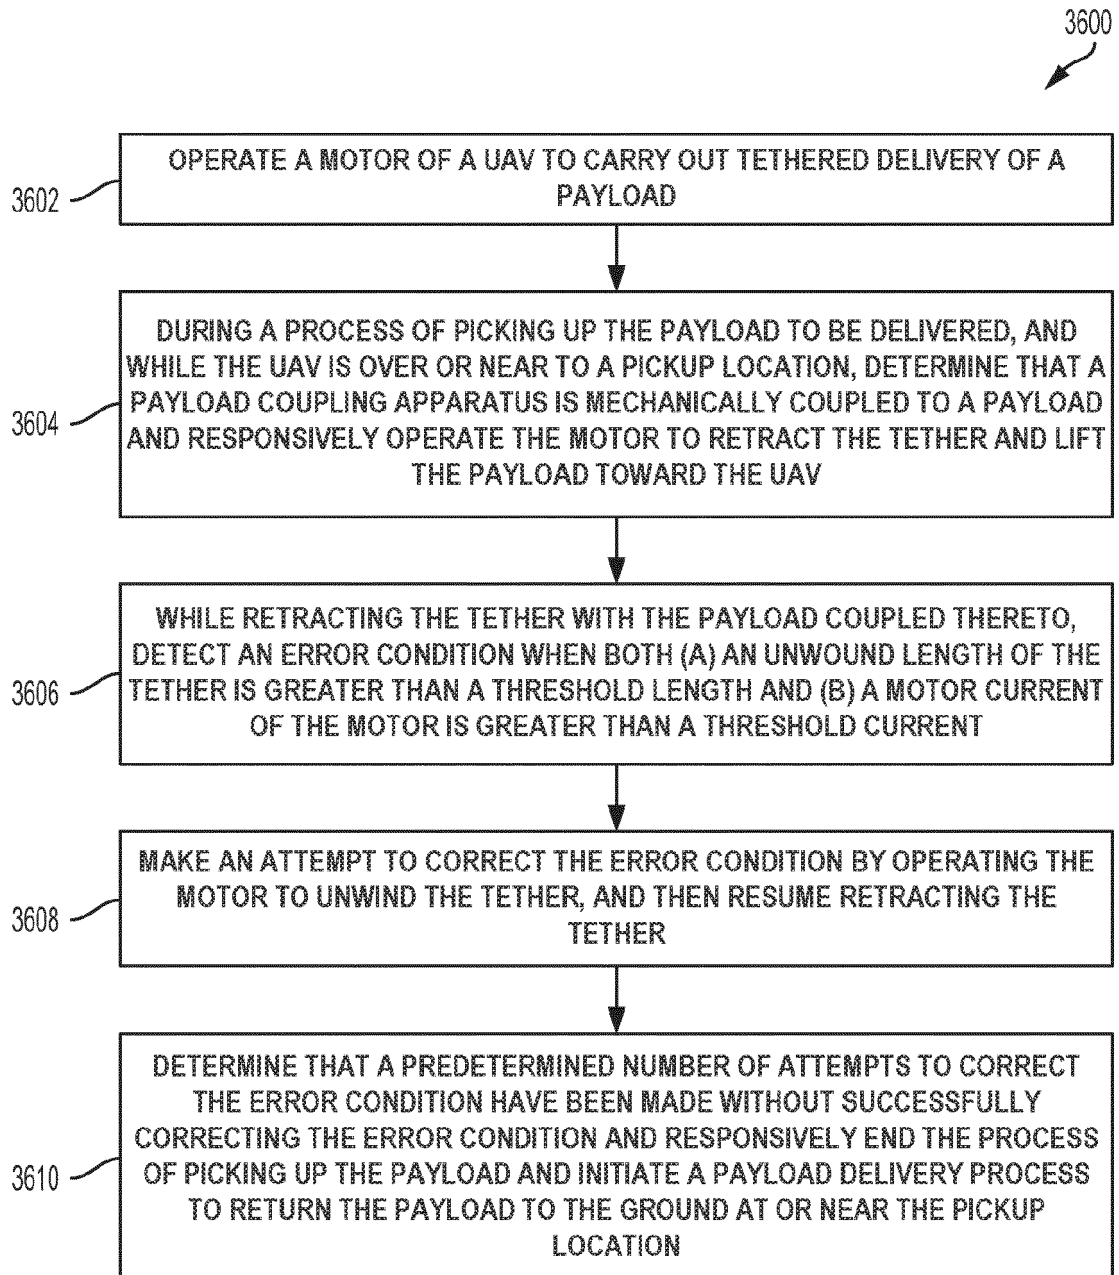 3600
3602
OPERATE A MOTOR OF A UAV TO CARRY OUT TETHERED DELIVERY OF A
PAYLOAD
3604
DURING A PROCESS OF PICKING UP THE PAYLOAD TO BE DELIVERED, AND
WHILE THE UAV IS OVER OR NEAR TO A PICKUP LOCATION, DETERMINE THAT A
PAYLOAD COUPLING APPARATUS IS MECHANICALLY COUPLED TO A PAYLOAD
AND RESPONSIVELY OPERATE THE MOTOR TO RETRACT THE TETHER AND LIFT
THE PAYLOAD TOWARD THE UAV
3606
WHILE RETRACTING THE TETHER WITH THE PAYLOAD COUPLED THERETO,
DETECT AN ERROR CONDITION WHEN BOTH (A) AN UNWOUND LENGTH OF THE
TETHER IS GREATER THAN A THRESHOLD LENGTH AND (B) A MOTOR CURRENT
OF THE MOTOR IS GREATER THAN A THRESHOLD CURRENT
3608
MAKE AN ATTEMPT TO CORRECT THE ERROR CONDITION BY OPERATING THE
MOTOR TO UNWIND THE TETHER, AND THEN RESUME RETRACTING THE
TETHER
3610
DETERMINE THAT A PREDETERMINED NUMBER OF ATTEMPTS TO CORRECT
THE ERROR CONDITION HAVE BEEN MADE WITHOUT SUCCESSFULLY
CORRECTING THE ERROR CONDITION AND RESPONSIVELY END THE PROCESS
OF PICKING UP THE PAYLOAD AND INITIATE A PAYLOAD DELIVERY PROCESS
TO RETURN THE PAYLOAD TO THE GROUND AT OR NEAR THE PICKUP
LOCATION